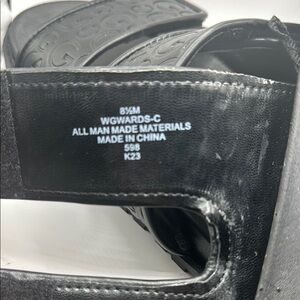 8½M
WGWARDS-C
ALL MAN MADE MATERIALS
MADE IN CHINA
598
K23